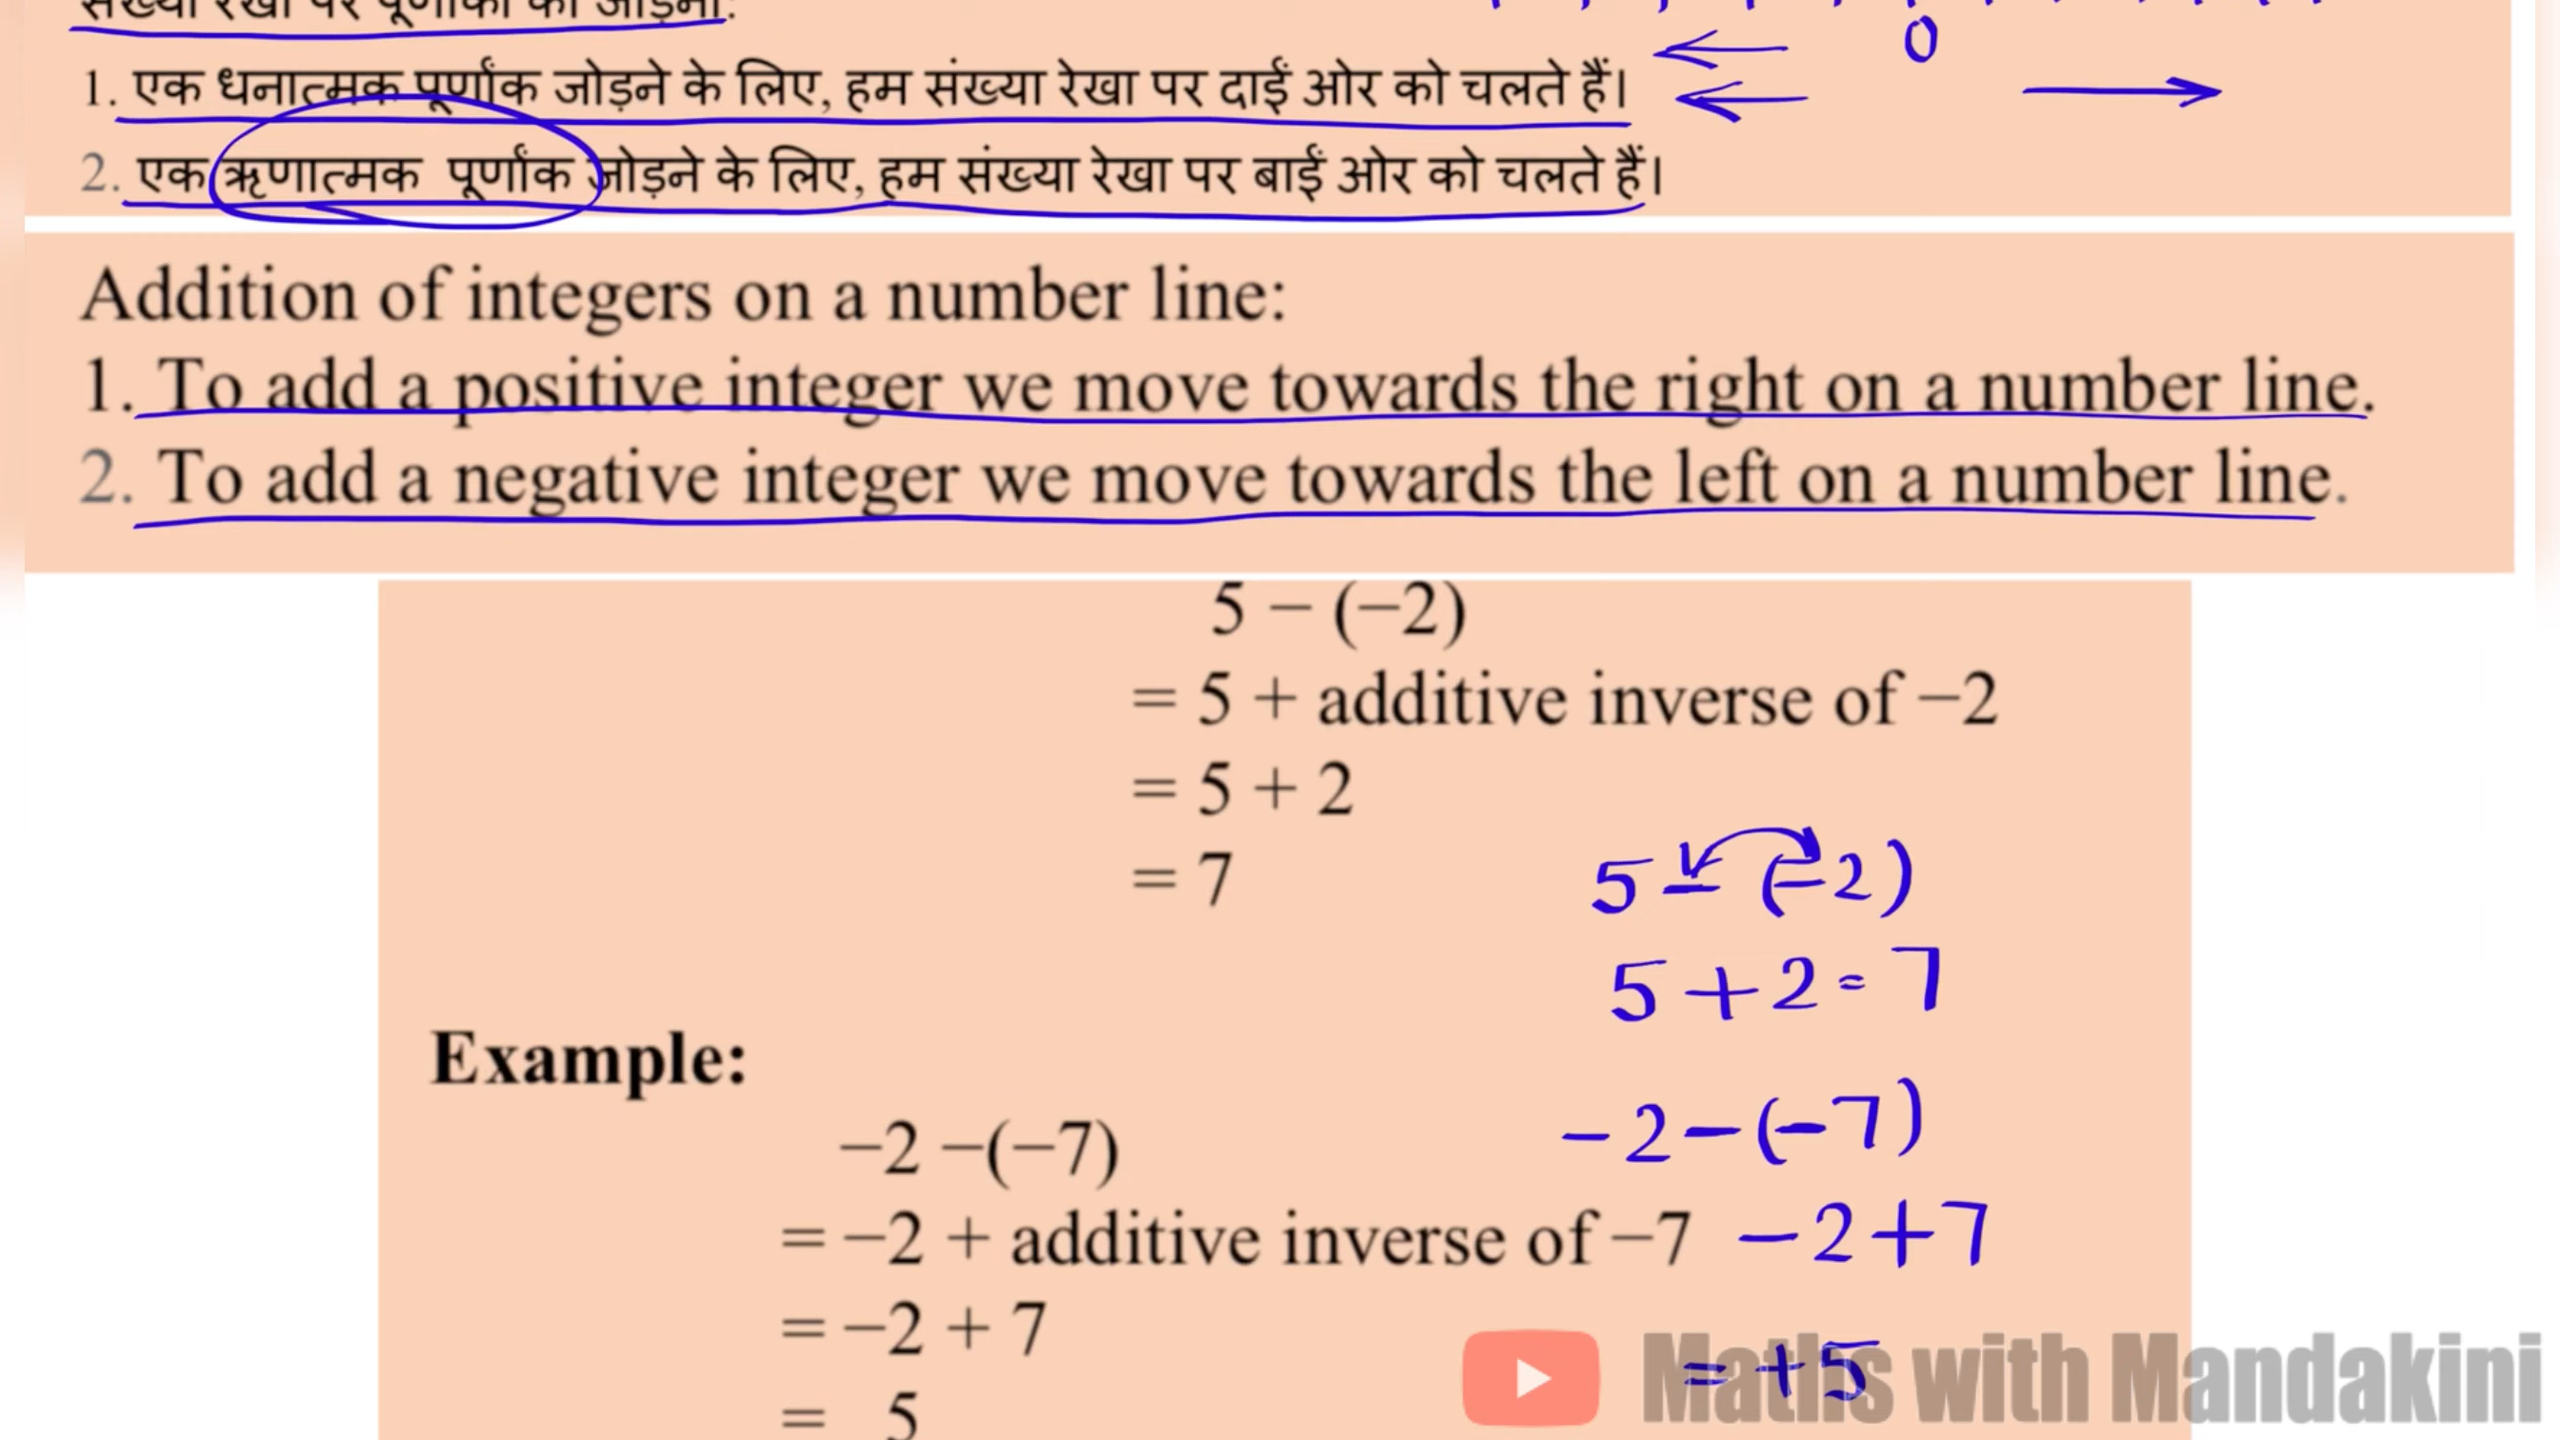 संख्या रेखा पर पूर्णांकों को जोड़ना:
0
1. एक धनात्मक पूर्णांक जोड़ने के लिए, हम संख्या रेखा पर दाईं ओर को चलते हैं।
2. एक ऋणात्मक पूर्णांक जोड़ने के लिए, हम संख्या रेखा पर बाईं ओर को चलते हैं।
Addition of integers on a number line:
1. To add a positive integer we move towards the right on a number line.
2. To add a negative integer we move towards the left on a number line.
5 − (−2)
= 5 + additive inverse of −2
= 5 + 2
= 7
5 − (−2)
5 + 2 = 7
Example:
−2 −(−7)
= −2 + additive inverse of −7
= −2 + 7
= 5
−2 − (−7)
−2 + 7
= +5
Maths with Mandakini